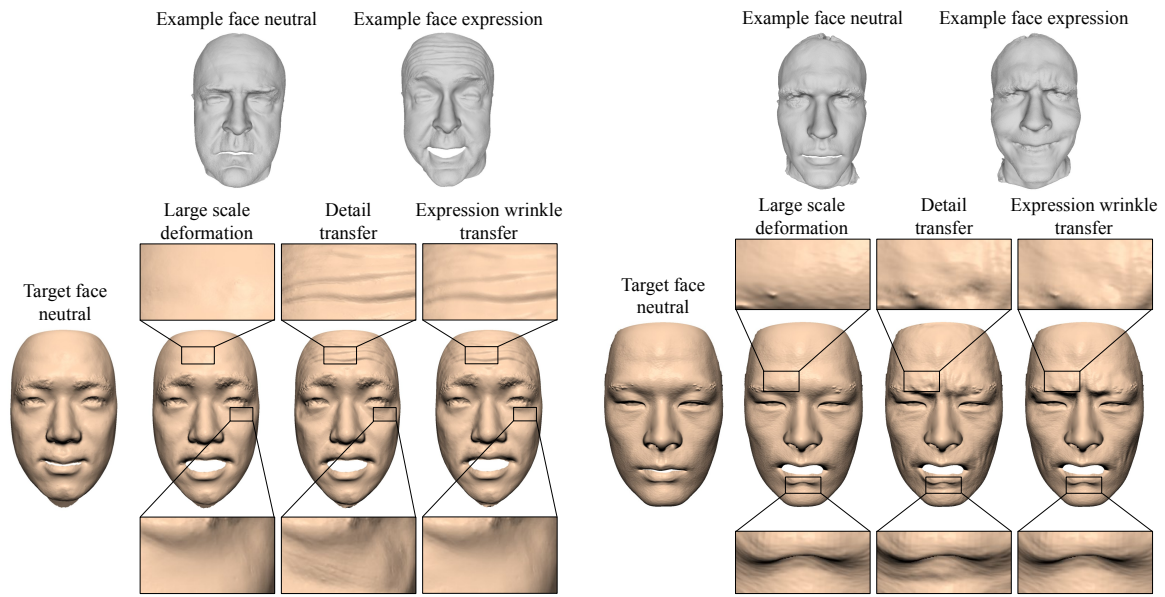 Example face neutral
Example face expression
Large scale
deformation
Detail
transfer
Expression wrinkle
transfer
Target face
neutral
Example face neutral
Example face expression
Large scale
deformation
Detail
transfer
Expression wrinkle
transfer
Target face
neutral